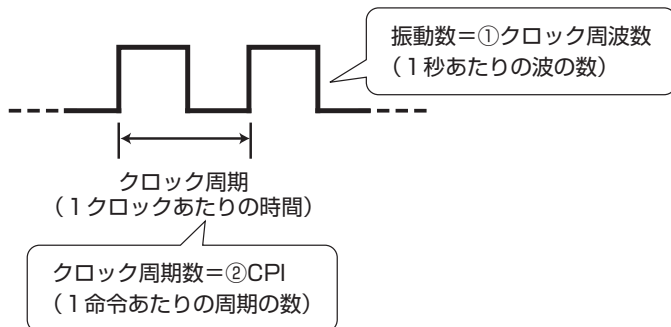 振動数＝①クロック周波数
（1秒あたりの波の数）
クロック周期
（1クロックあたりの時間）
クロック周期数＝②CPI
（1命令あたりの周期の数）